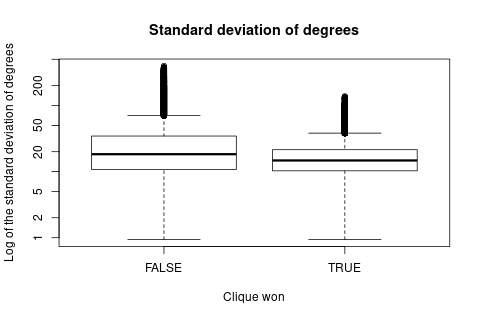 Standard deviation of degrees
Log of the standard deviation of degrees
200
50
20
5
2
1
FALSE
TRUE
Clique won